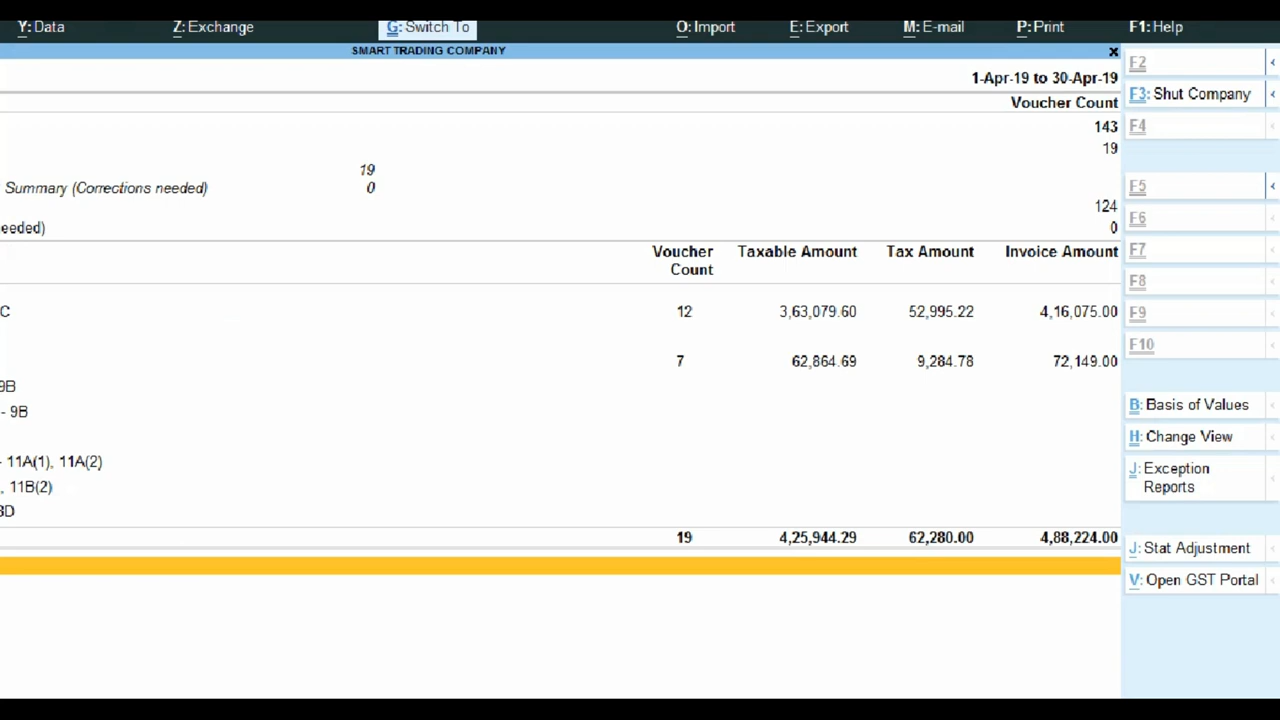 Y: Data Z: Exchange G: Switch To O: Import E: Export M: E-mail P: Print F1: Help
SMART TRADING COMPANY x
1-Apr-19 to 30-Apr-19
Voucher Count
143
19
19
Summary (Corrections needed) 0
124
eeded) 0
Voucher Count Taxable Amount Tax Amount Invoice Amount
C 12 3,63,079.60 52,995.22 4,16,075.00
7 62,864.69 9,284.78 72,149.00
9B
- 9B
- 11A(1), 11A(2)
, 11B(2)
3D
19 4,25,944.29 62,280.00 4,88,224.00
F2
F3: Shut Company
F4
F5
F6
F7
F8
F9
F10
B: Basis of Values
H: Change View
J: Exception
Reports
J: Stat Adjustment
V: Open GST Portal